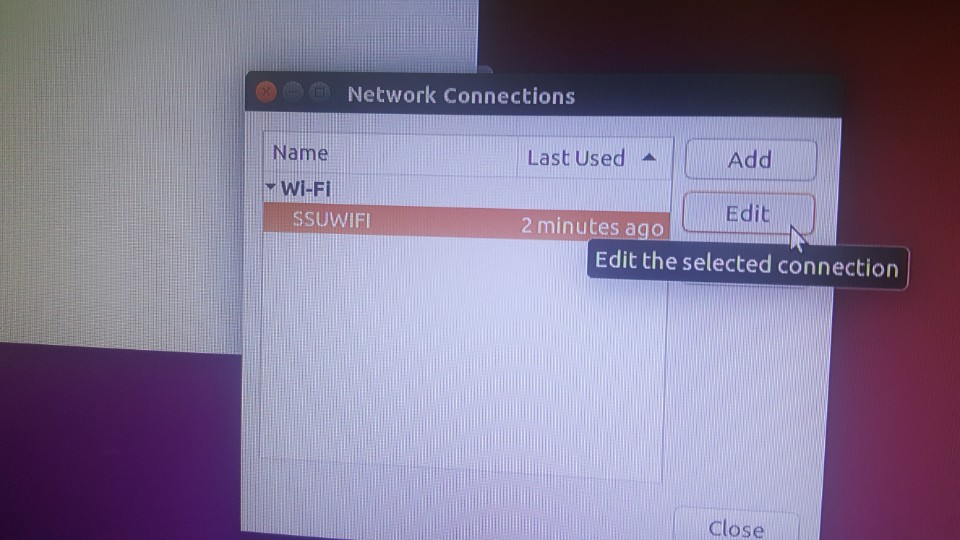 Network Connections
Name
Last Used
Add
Wi-Fi
SSUWIFI
2 minutes ago
Edit
Edit the selected connection
Close